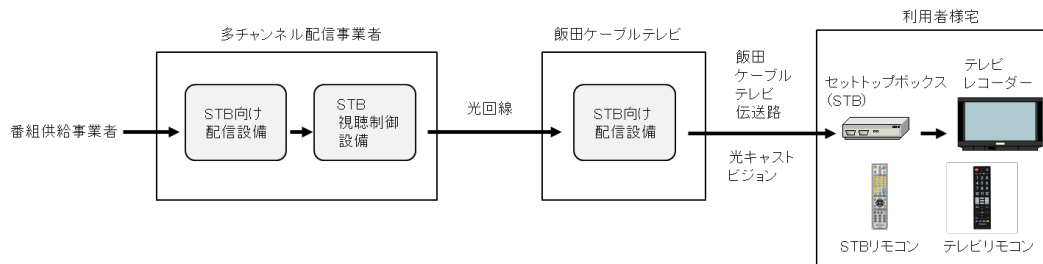 番組供給事業者
多チャンネル配信事業者
STB向け
配信設備
STB
視聴制御
設備
光回線
飯田ケーブルテレビ
STB向け
配信設備
飯田
ケーブル
テレビ
伝送路
光キャスト
ビジョン
利用者様宅
セットトップボックス
(STB)
テレビ
レコーダー
STBリモコン
テレビリモコン